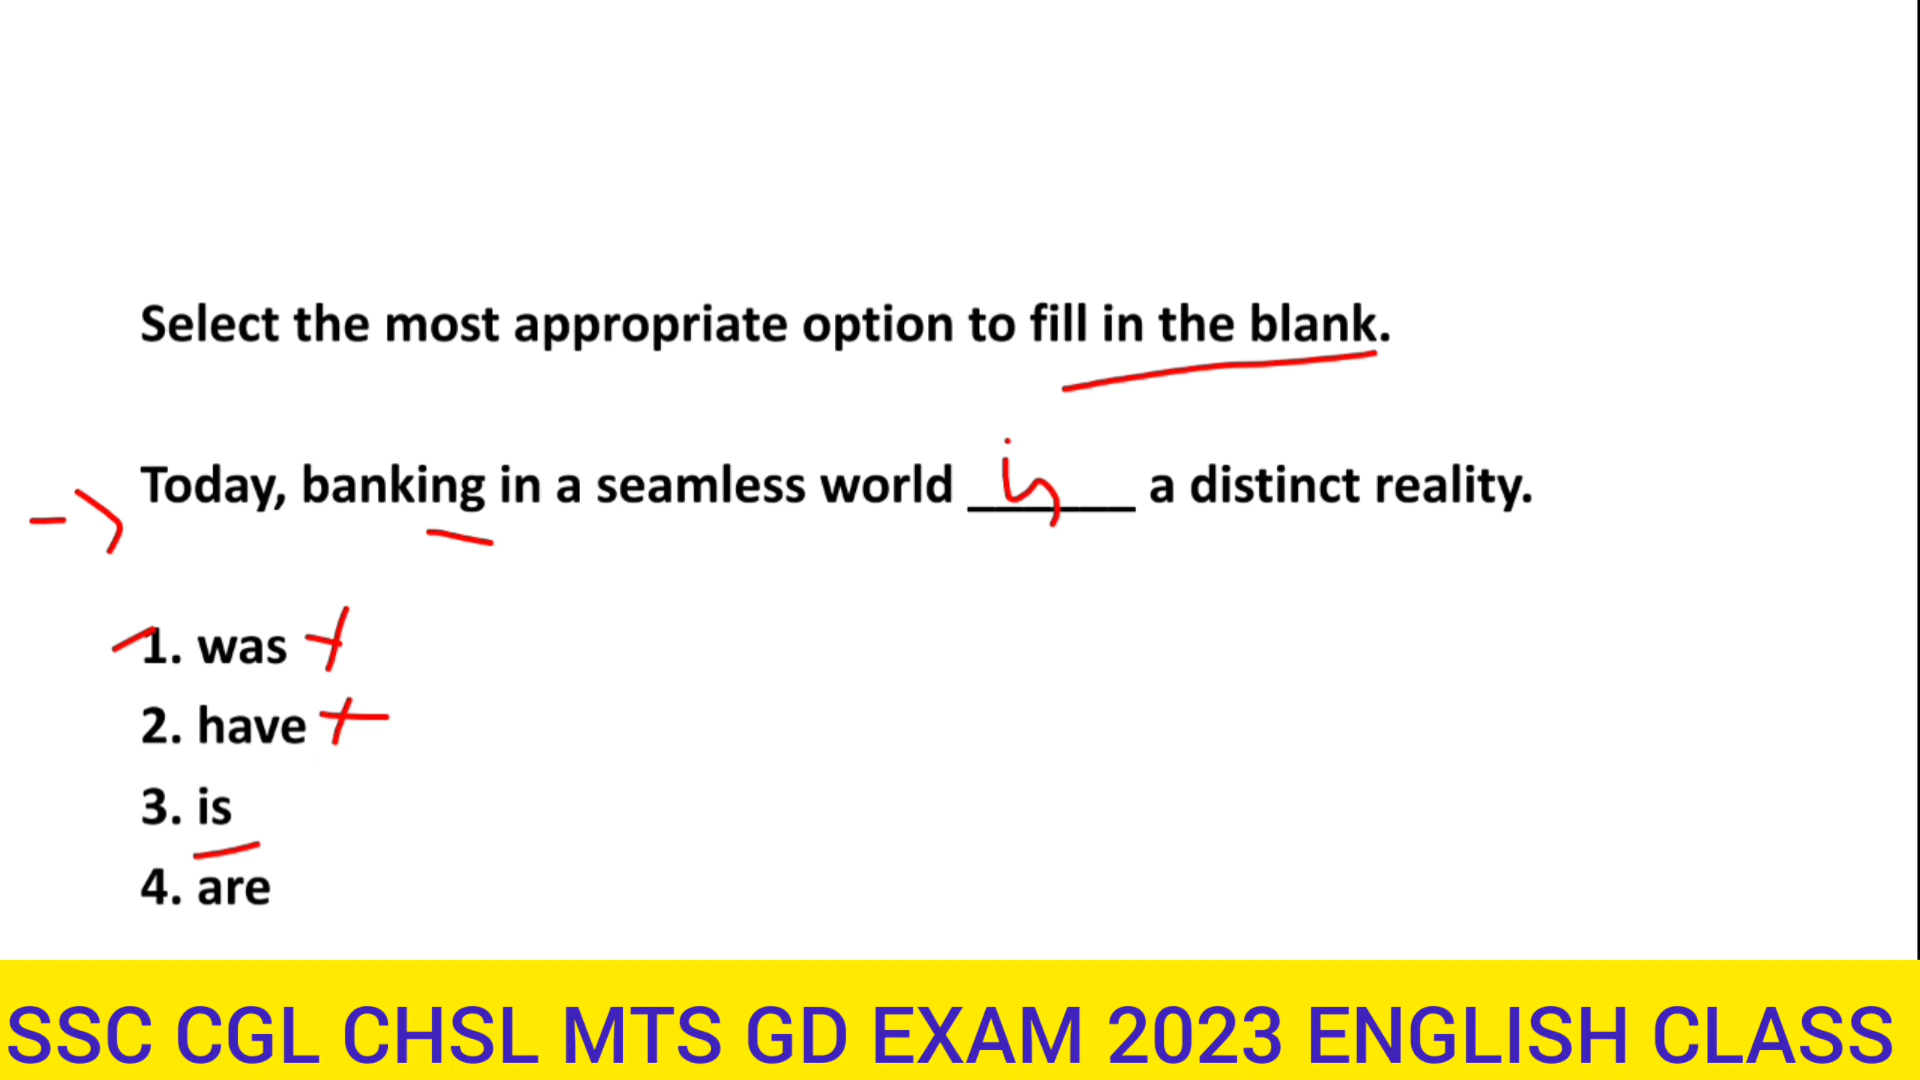 Select the most appropriate option to fill in the blank.
Today, banking in a seamless world is a distinct reality.
1. was
2. have
3. is
4. are
SSC CGL CHSL MTS GD EXAM 2023 ENGLISH CLASS